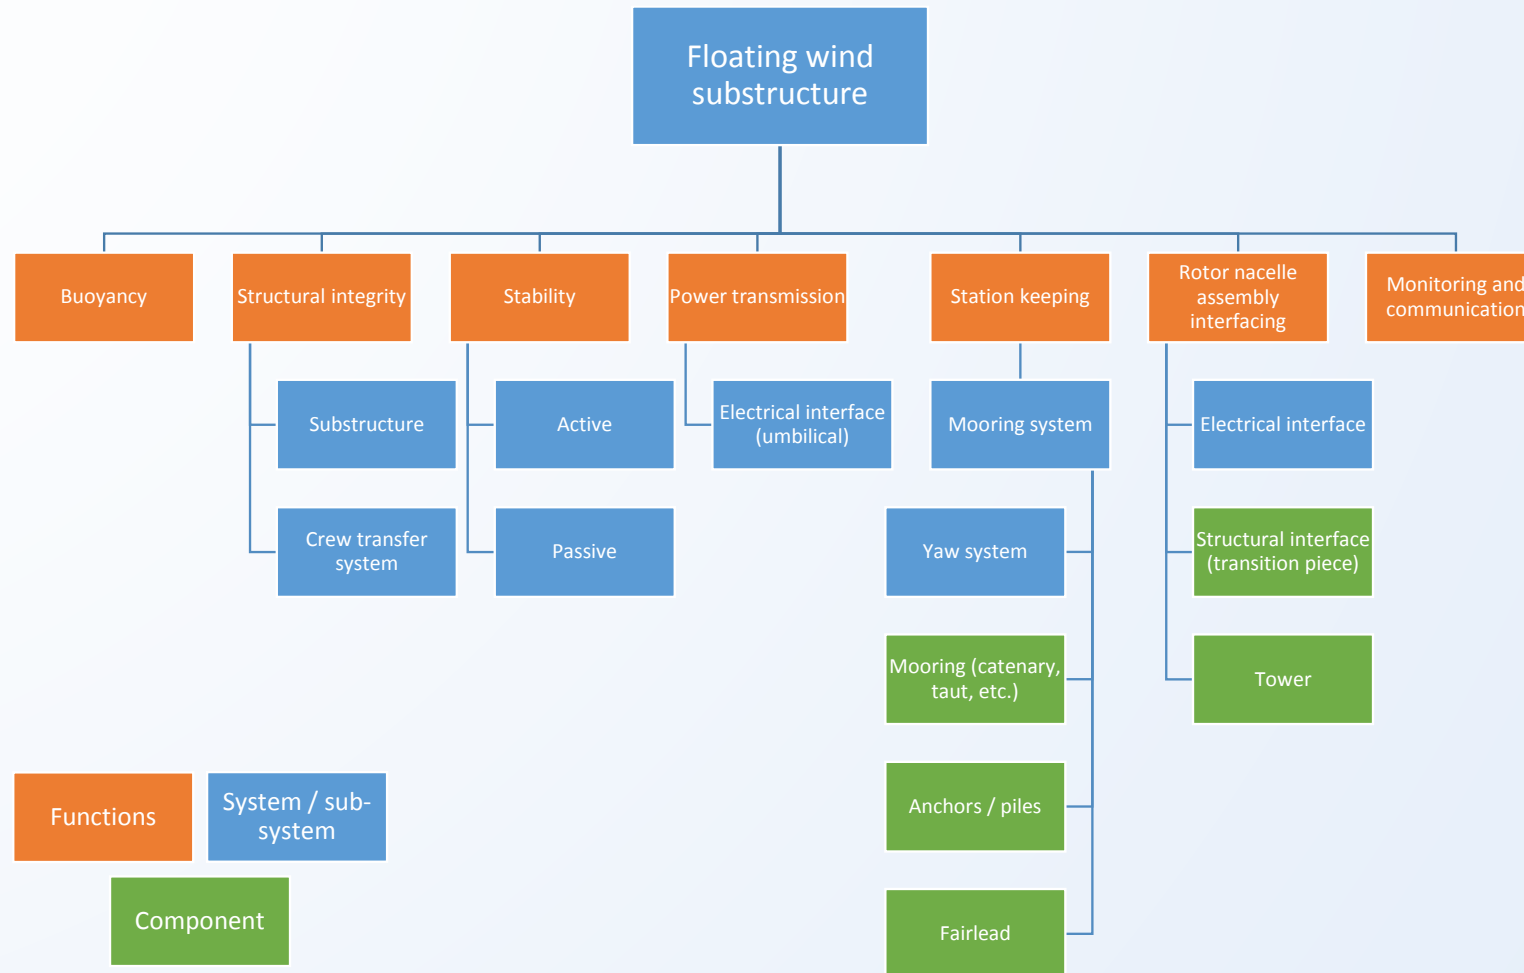 Floating wind
substructure
Buoyancy
Structural integrity
Stability
Power transmission
Station keeping
Rotor nacelle
assembly
interfacing
Monitoring and
communication
Substructure
Active
Electrical interface
(umbilical)
Mooring system
Electrical interface
Crew transfer
system
Passive
Yaw system
Structural interface
(transition piece)
Mooring (catenary,
taut, etc.)
Tower
Functions
System / sub-
system
Anchors / piles
Component
Fairlead